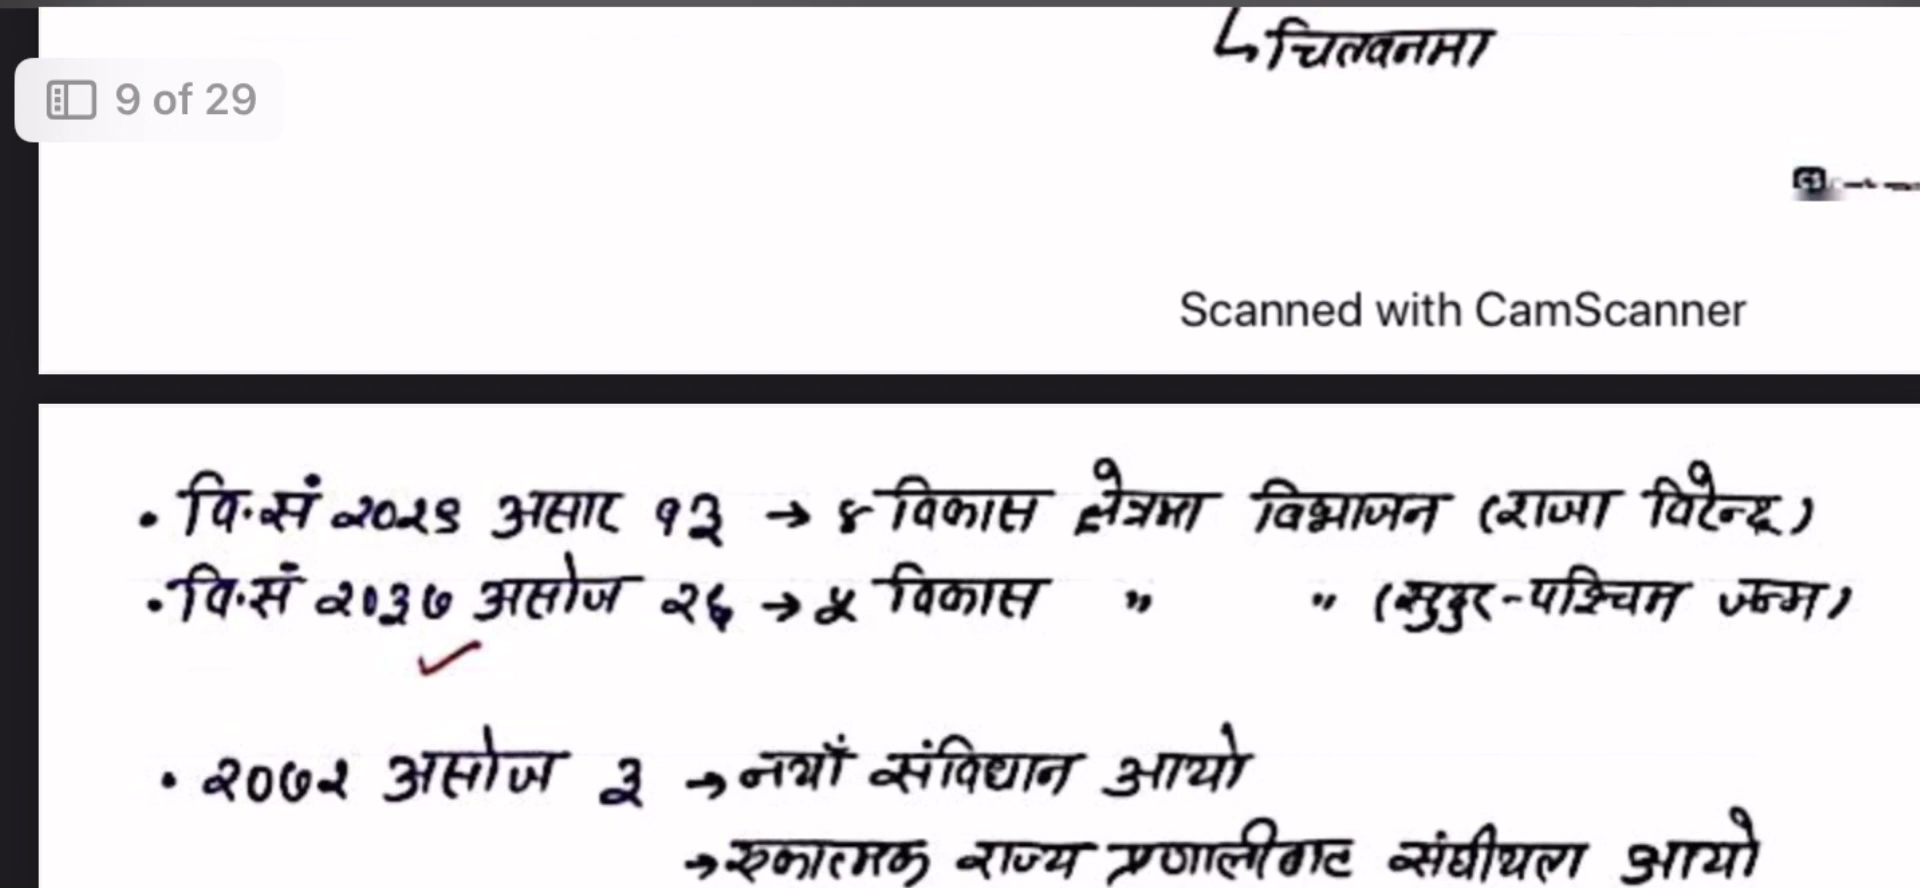 ↳ चितवनमा
9 of 29
CS
Scanned with CamScanner
• वि.सं २०२९ असार १३ → ४ विकास क्षेत्रमा विभाजन (राजा विरेन्द्र)
• वि.सं २०३७ असोज २६ → ५ विकास " " (सुदुर-पश्चिम जन्म)
• २०७२ असोज ३ → नयाँ संविधान आयो
→ एकात्मक राज्य प्रणालीबाट संघीयता आयो